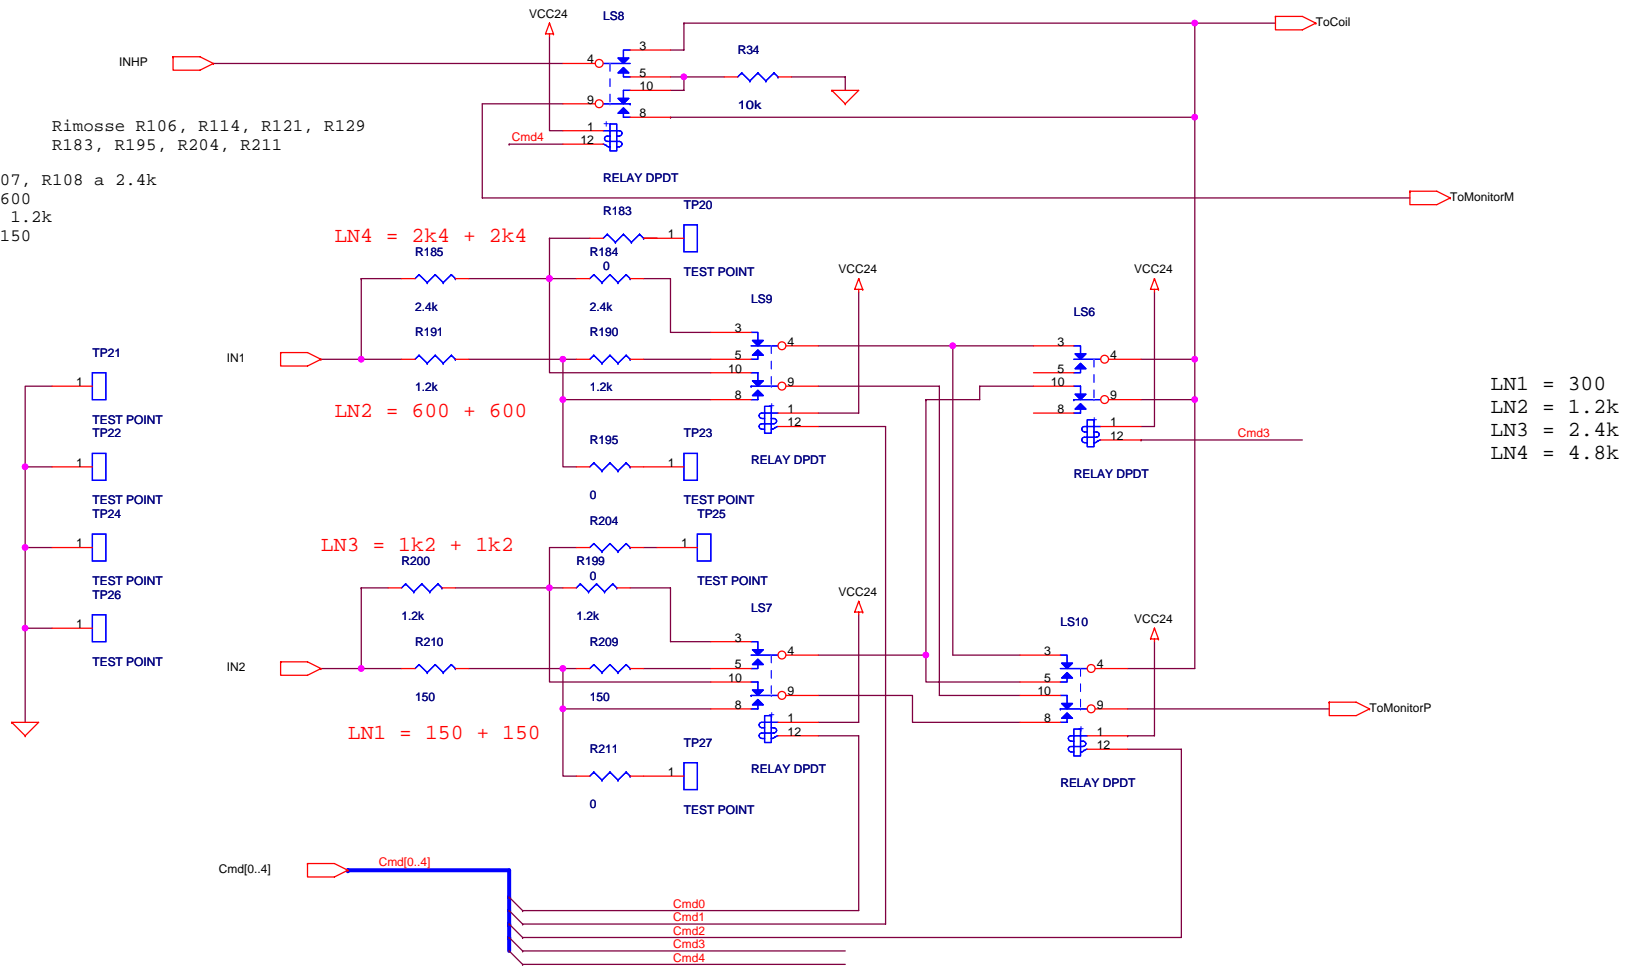 VCC24
LS8
ToCoil
INHP
4
3
5
10
9
8
1
12
R34
10k
Cmd4
RELAY DPDT
Rimosse R106, R114, R121, R129
R183, R195, R204, R211
07, R108 a 2.4k
600
1.2k
150
ToMonitorM
LN4 = 2k4 + 2k4
R183
0
1
TP20
TEST POINT
R185
2.4k
R184
2.4k
R191
1.2k
R190
1.2k
IN1
LN2 = 600 + 600
R195
0
1
TP23
TEST POINT
LS9
VCC24
3
4
5
10
9
8
1
12
RELAY DPDT
LS6
VCC24
3
4
5
10
9
8
1
12
Cmd3
RELAY DPDT
LN1 = 300
LN2 = 1.2k
LN3 = 2.4k
LN4 = 4.8k
TP21
1
TEST POINT
TP22
1
TEST POINT
TP24
1
TEST POINT
TP26
1
TEST POINT
LN3 = 1k2 + 1k2
R204
0
1
TP25
TEST POINT
R200
1.2k
R199
1.2k
R210
150
R209
150
IN2
LN1 = 150 + 150
R211
0
1
TP27
TEST POINT
LS7
VCC24
3
4
5
10
9
8
1
12
RELAY DPDT
LS10
VCC24
3
4
5
10
9
8
1
12
RELAY DPDT
ToMonitorP
Cmd[0..4]
Cmd[0..4]
Cmd0
Cmd1
Cmd2
Cmd3
Cmd4